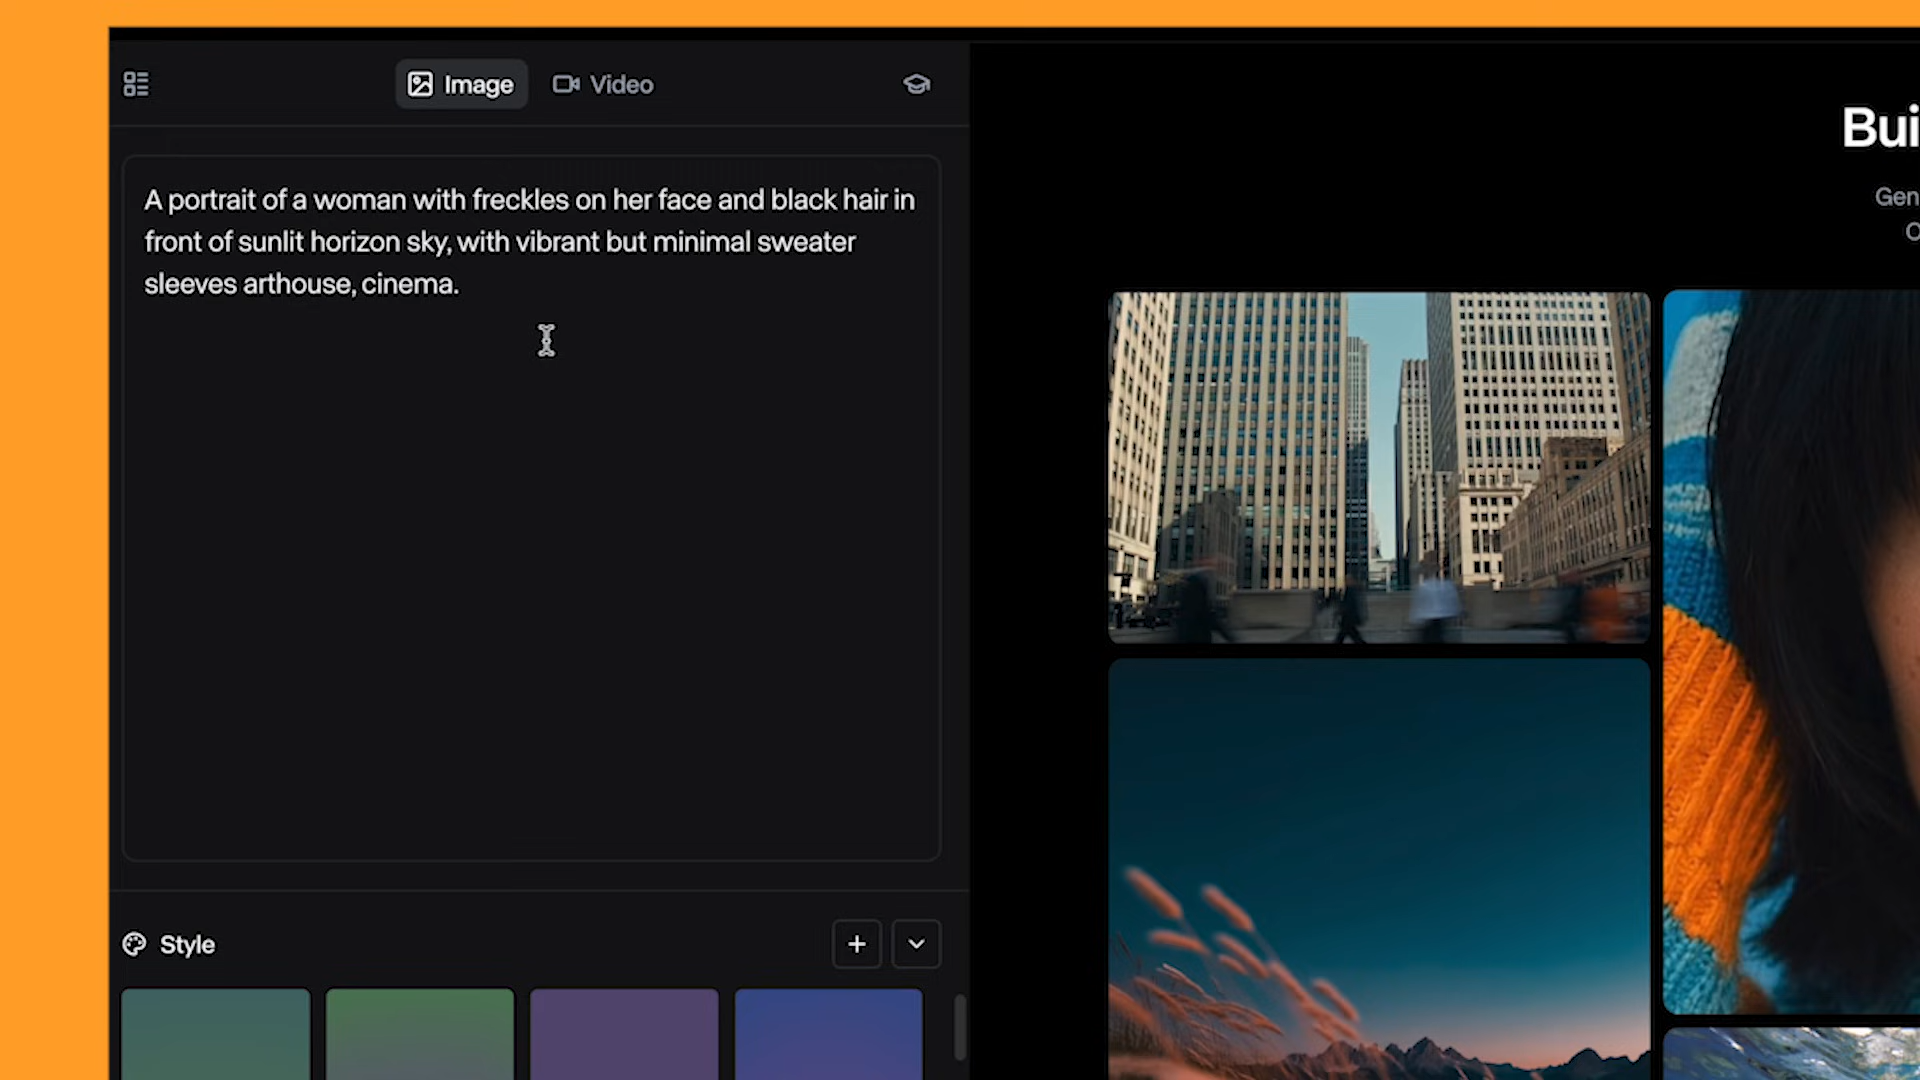 Image
Video
A portrait of a woman with freckles on her face and black hair in
front of sunlit horizon sky, with vibrant but minimal sweater
sleeves arthouse, cinema.
Style
Bui
Gen